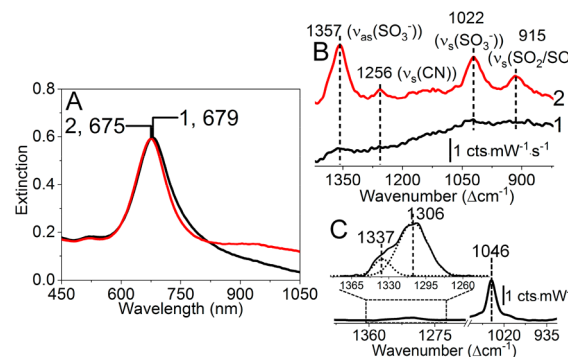 A
2, 675
1, 679
Extinction
0.8
0.6
0.4
0.2
0.0
450 600 750 900 1050
Wavelength (nm)
B
1357 (νas(SO3-))
1256 (νs(CN))
1022
(νs(SO3-))
915
(νs(SO2/SO
2
1
1 cts mW-1·s-1
1350 1200 1050 900
Wavenumber (Δcm-1)
C
1306
1337
1365 1330 1295 1260
1046
1 cts·mW-
1360 1275 1020 935
Wavenumber (Δcm-1)